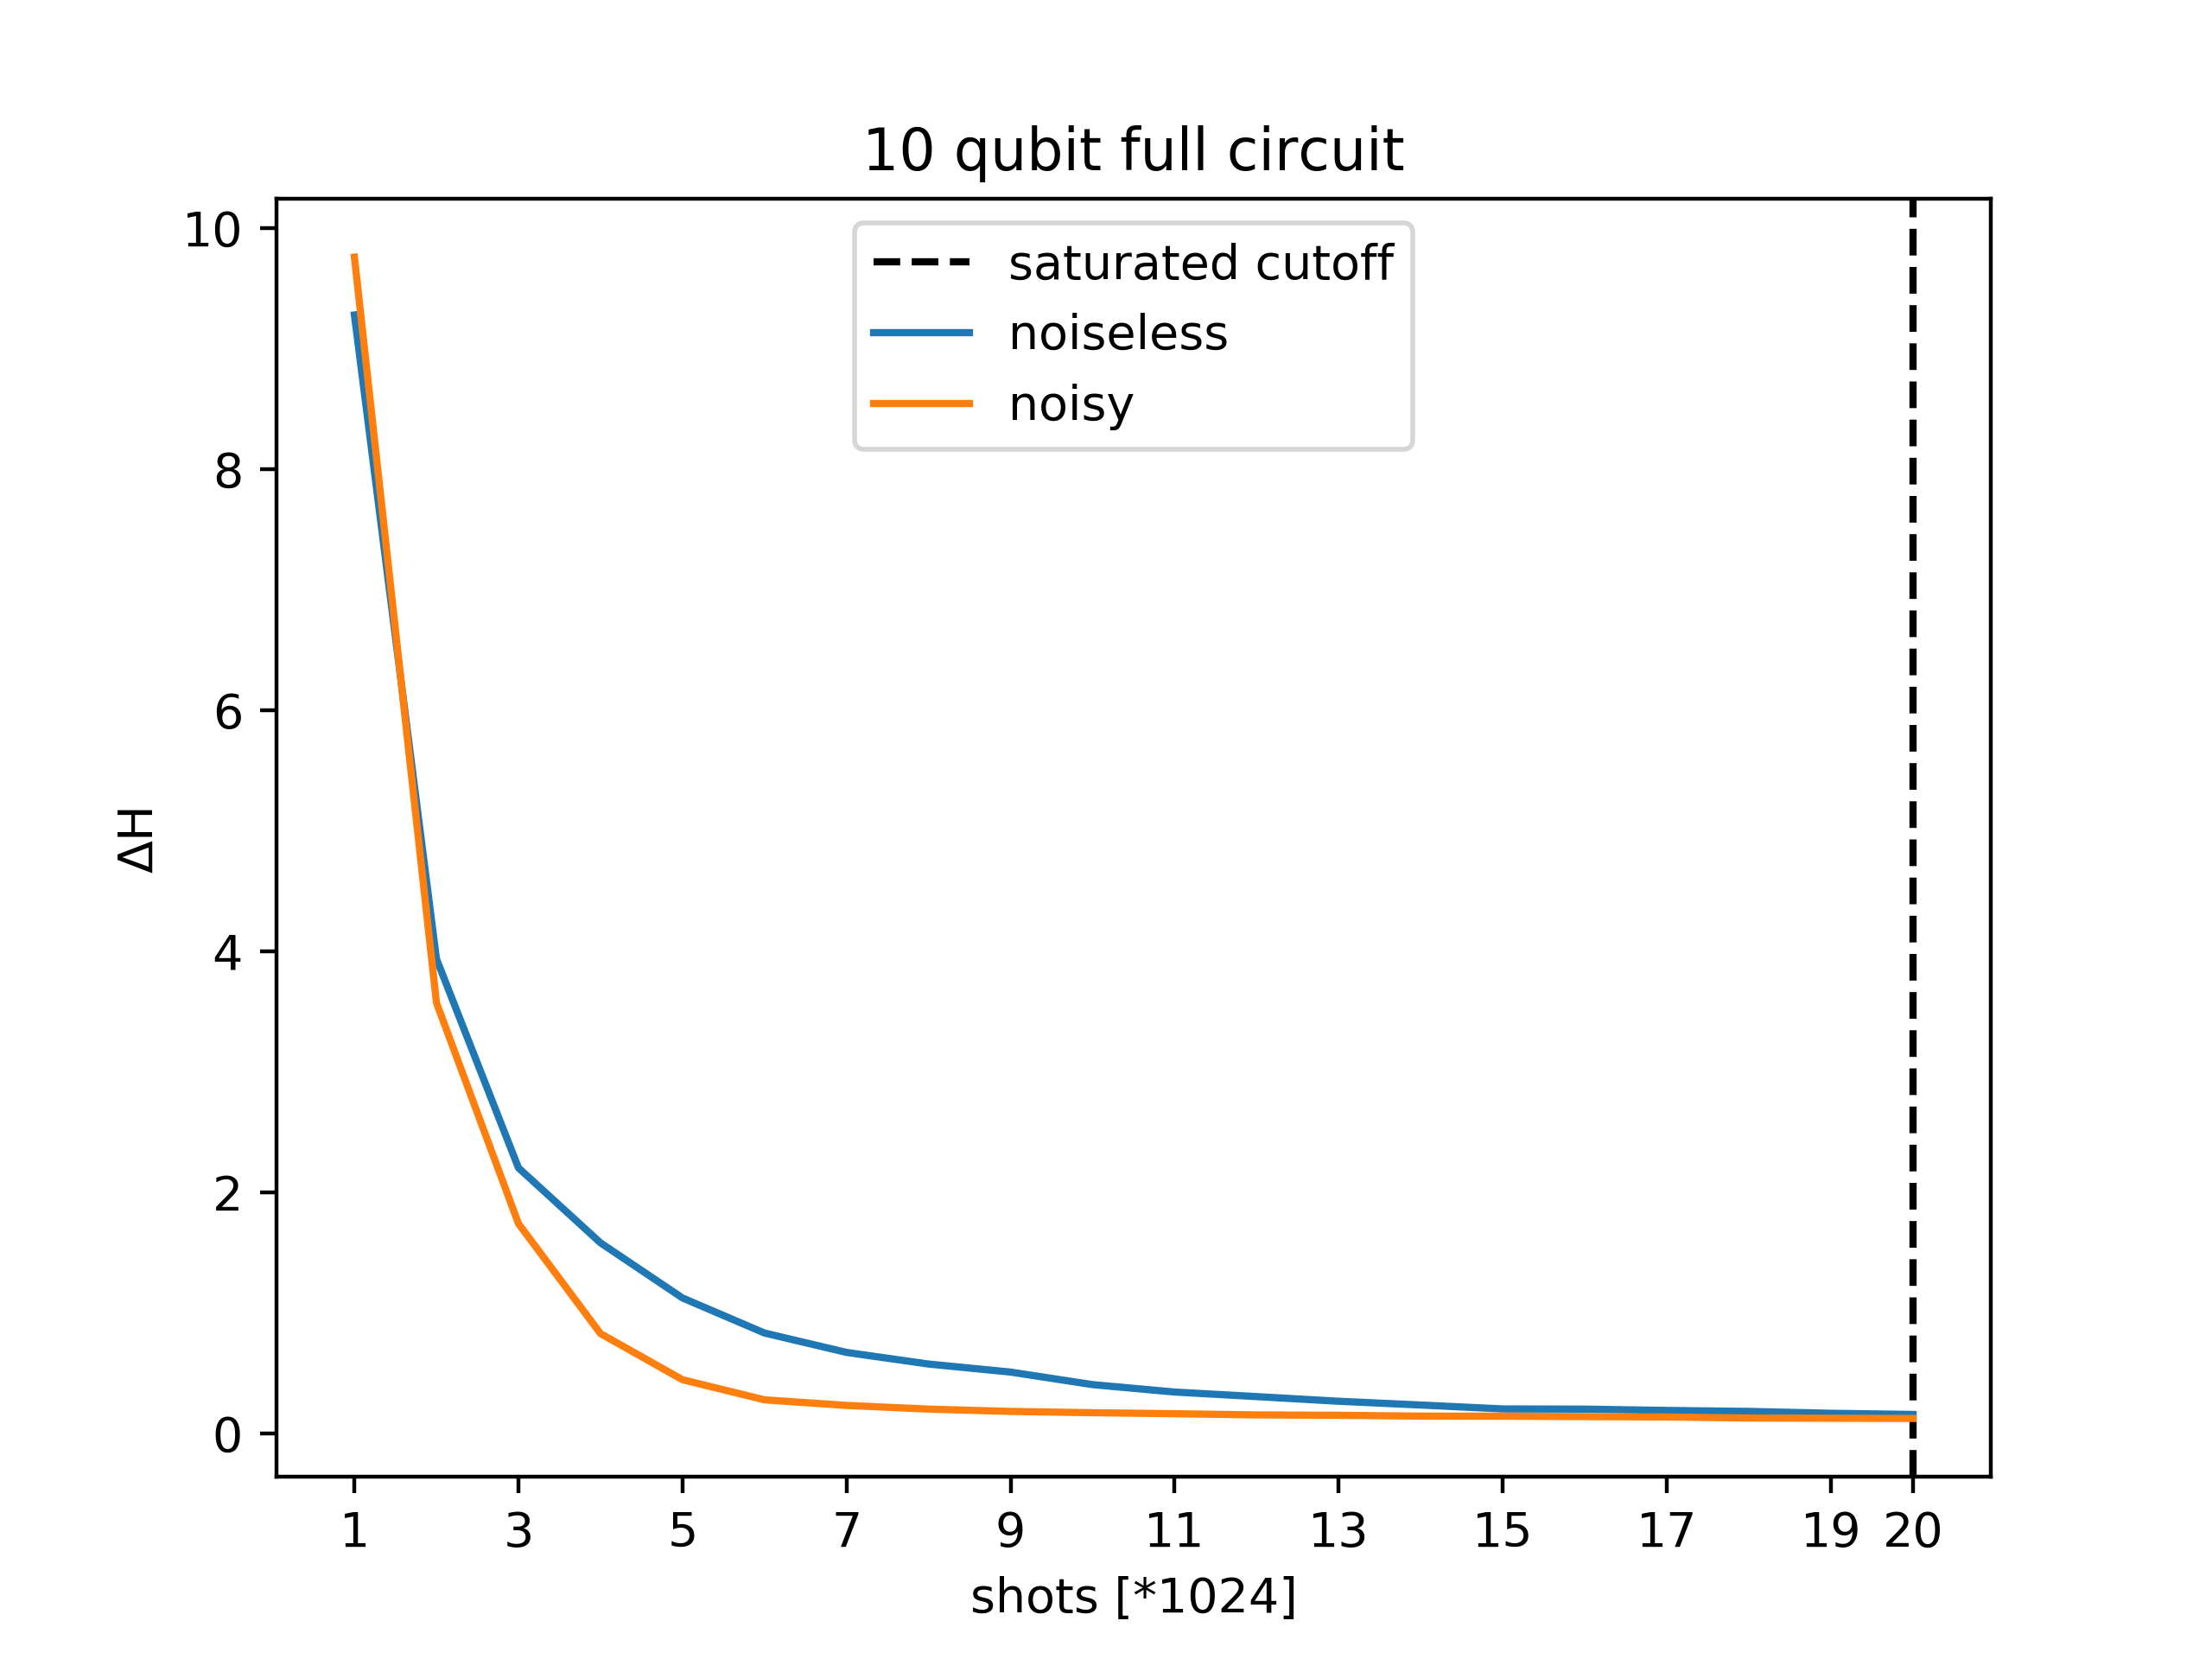 10 qubit full circuit
saturated cutoff
noiseless
noisy
10
8
6
4
2
0
ΔH
1 3 5 7 9 11 13 15 17 19 20
shots [*1024]